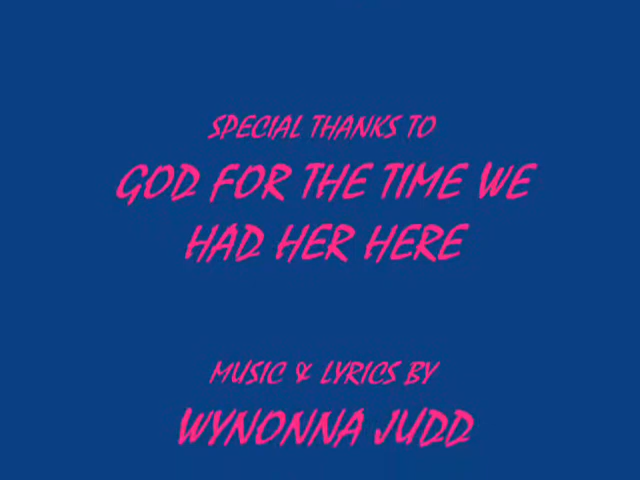 SPECIAL THANKS TO
GOD FOR THE TIME WE
HAD HER HERE
MUSIC & LYRICS BY
WYNONNA JUDD